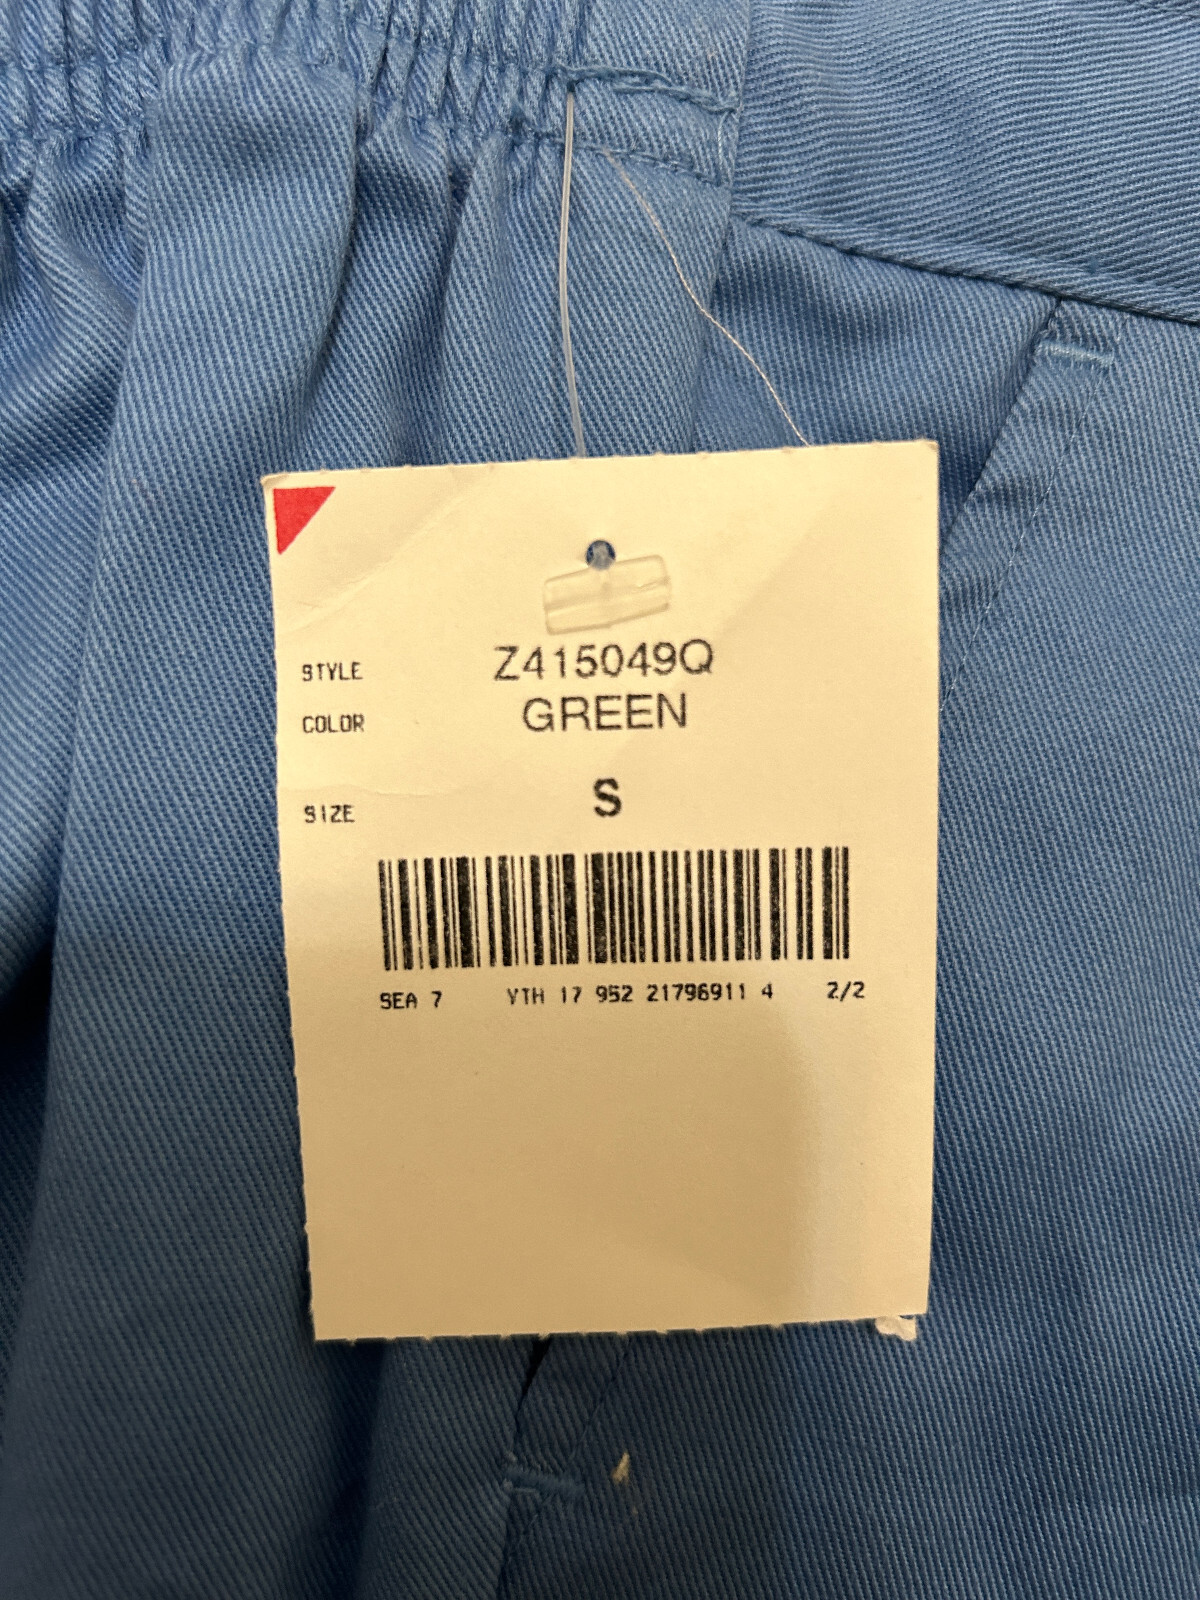 STYLE Z415049Q
COLOR GREEN
SIZE S
SEA 7 YTH 17 952 21796911 4 2/2